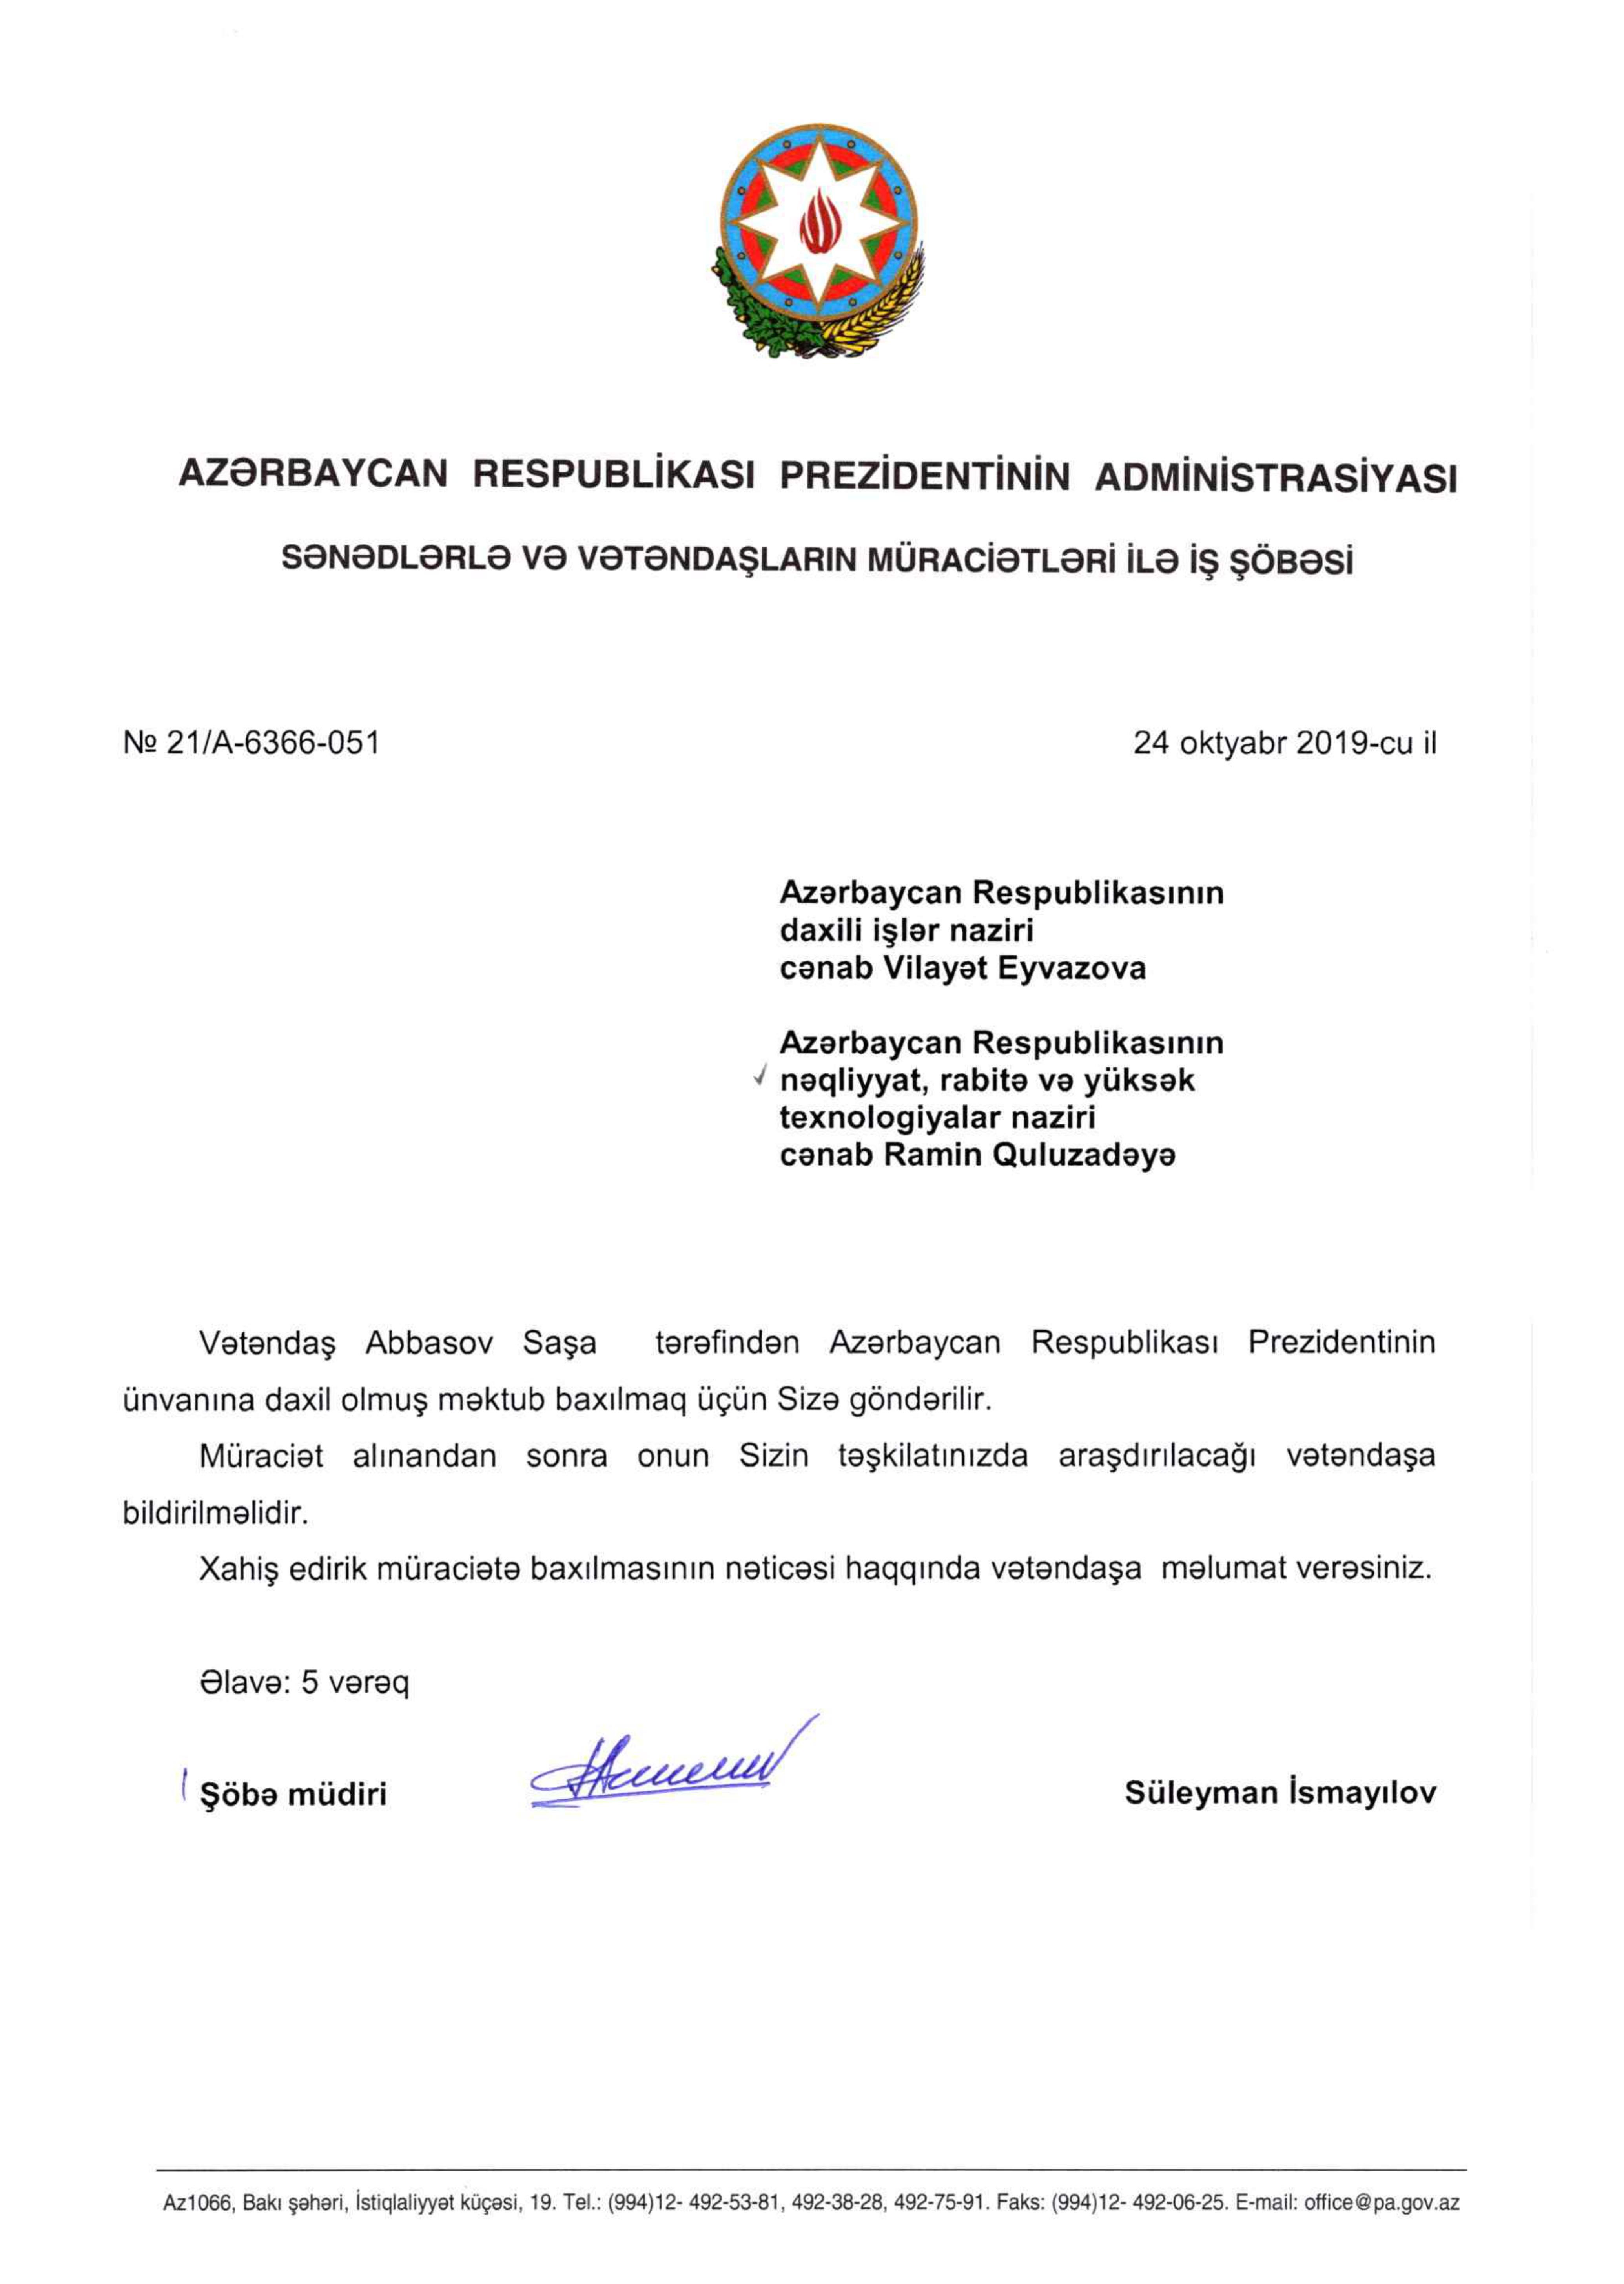 AZƏRBAYCAN RESPUBLİKASI PREZİDENTİNİN ADMİNİSTRASİYASI
SƏNƏDLƏRLƏ VƏ VƏTƏNDAŞLARIN MÜRACİƏTLƏRİ İLƏ İŞ ŞÖBƏSİ
№ 21/A-6366-051
24 oktyabr 2019-cu il
Azərbaycan Respublikasının
daxili işlər naziri
cənab Vilayət Eyvazova
Azərbaycan Respublikasının
nəqliyyat, rabitə və yüksək
texnologiyalar naziri
cənab Ramin Quluzadəyə
Vətəndaş Abbasov Saşa tərəfindən Azərbaycan Respublikası Prezidentinin
ünvanına daxil olmuş məktub baxılmaq üçün Sizə göndərilir.
Müraciət alınandan sonra onun Sizin təşkilatınızda araşdırılacağı vətəndaşa
bildirilməlidir.
Xahiş edirik müraciətə baxılmasının nəticəsi haqqında vətəndaşa məlumat verəsiniz.
Əlavə: 5 vərəq
Şöbə müdiri
Süleyman İsmayılov
Az1066, Bakı şəhəri, İstiqlaliyyət küçəsi, 19. Tel.: (994)12- 492-53-81, 492-38-28, 492-75-91. Faks: (994)12- 492-06-25. E-mail: office@pa.gov.az